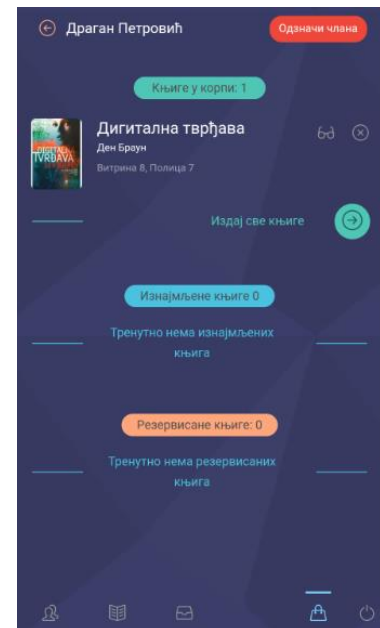 Драган Петровић
Одзначи члана
Књиге у корпи: 1
Дигитална тврђава
Ден Браун
Витрина 8, Полица 7
TVRĐAVA
Издај све књиге
Изнајмљене књиге 0
Тренутно нема изнајмљених
књига
Резервисане књиге: 0
Тренутно нема резервисаних
књига